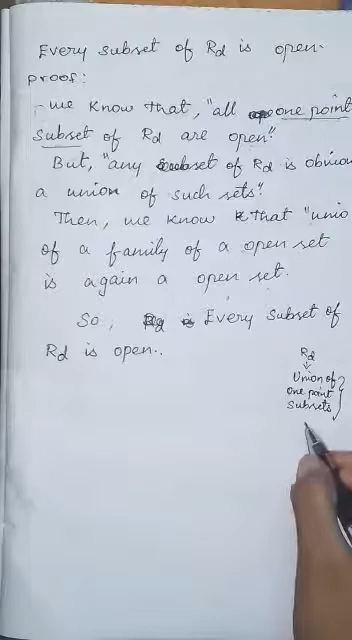 Every subset of Rd is open.
proof:
we know that, "all one point
subset of Rd are open".
But, "any subset of Rd is obviou
a union of such sets".
Then, we know that "unio
of a family of a open set
is again a open set.
So, Every subset of
Rd is open..
Rd
↓
Union of
one point
subsets